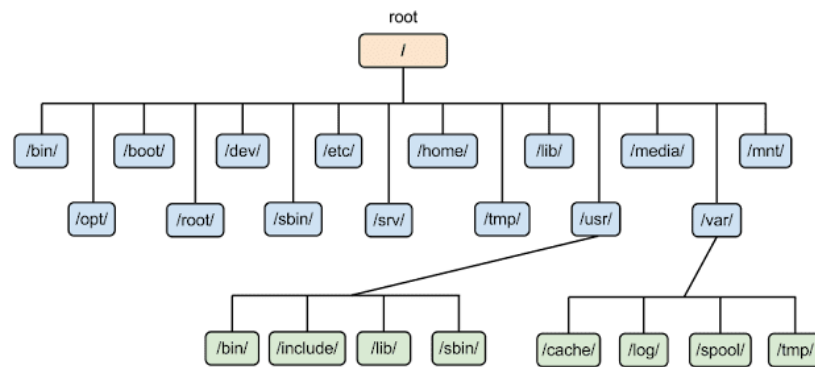 root
/
/bin/
/boot/
/dev/
/etc/
/home/
/lib/
/media/
/mnt/
/opt/
/root/
/sbin/
/srv/
/tmp/
/usr/
/var/
/bin/
/include/
/lib/
/sbin/
/cache/
/log/
/spool/
/tmp/